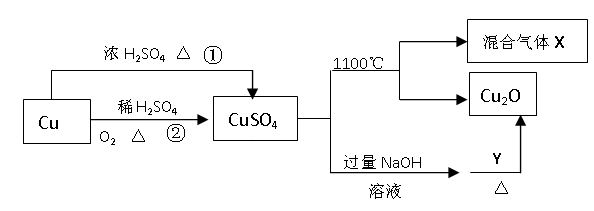 浓 H₂SO₄ △ ①
Cu
稀 H₂SO₄
O₂ △ ②
CuSO₄
1100℃
混合气体 X
Cu₂O
过量 NaOH
溶液
Y
△